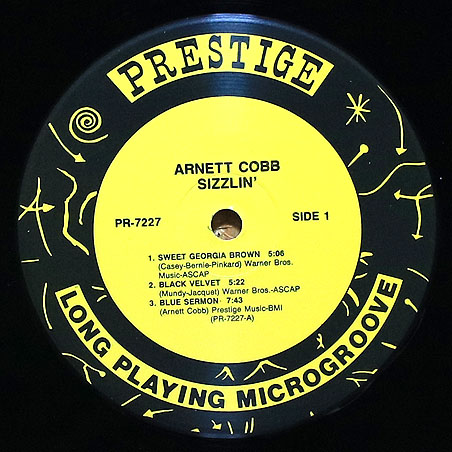 PRESTIGE
ARNETT COBB
SIZZLIN'
PR-7227
SIDE 1
1. SWEET GEORGIA BROWN 5:06
(Casey-Bernie-Pinkard) Warner Bros.
Music-ASCAP
2. BLACK VELVET 5:22
(Mundy-Jacquet) Warner Bros.-ASCAP
3. BLUE SERMON 7:43
(Arnett Cobb) Prestige Music-BMI
(PR-7227-A)
LONG PLAYING MICROGROOVE